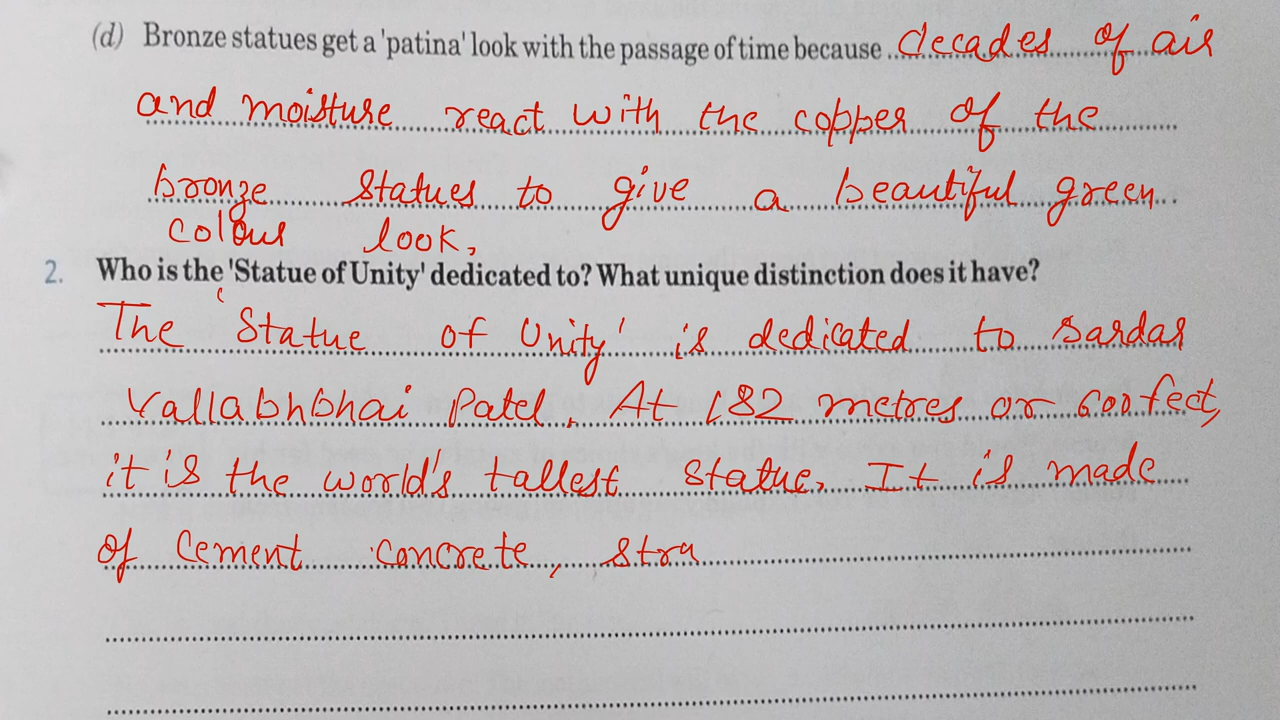 (d) Bronze statues get a 'patina' look with the passage of time because decades of air
and moisture react with the copper of the
bronze statues to give a beautiful green
colour look,
2. Who is the 'Statue of Unity' dedicated to? What unique distinction does it have?
The 'Statue of Unity' is dedicated to Sardar
Vallabhbhai Patel, At 182 metres or 600 feet,
it is the world's tallest statue. It is made
of cement concrete, stru